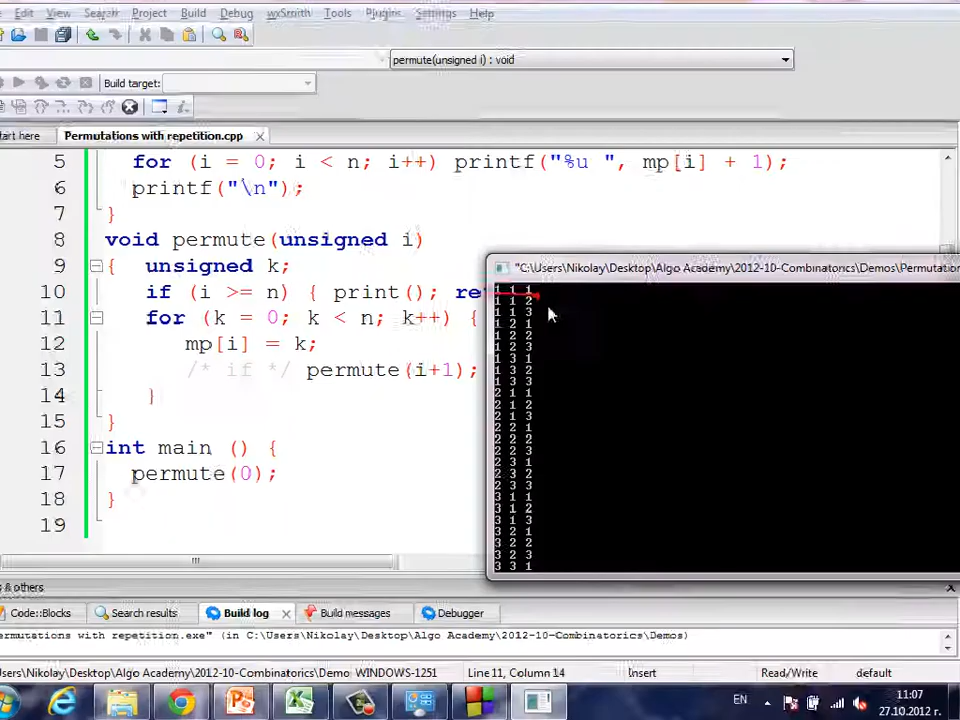 Edit View Search Project Build Debug wxSmith Tools Plugins Settings Help
permute(unsigned i) : void
Build target:
tart here Permutations with repetition.cpp
5 for (i = 0; i < n; i++) printf("%u ", mp[i] + 1);
6 printf("\n");
7 }
8 void permute(unsigned i)
9 { unsigned k;
10 if (i >= n) { print(); re
11 for (k = 0; k < n; k++) {
12 mp[i] = k;
13 /* if */ permute(i+1);
14 }
15 }
16 int main () {
17 permute(0);
18 }
19
"C:\Users\Nikolay\Desktop\Algo Academy\2012-10-Combinatorics\Demos\Permutation
1 1 1
1 1 2
1 1 3
1 2 1
1 2 2
1 2 3
1 3 1
1 3 2
1 3 3
2 1 1
2 1 2
2 1 3
2 2 1
2 2 2
2 2 3
2 3 1
2 3 2
2 3 3
3 1 1
3 1 2
3 1 3
3 2 1
3 2 2
3 2 3
3 3 1
s & others
Code::Blocks Search results Build log Build messages Debugger
ermutations with repetition.exe" (in C:\Users\Nikolay\Desktop\Algo Academy\2012-10-Combinatorics\Demos)
sers\Nikolay\Desktop\Algo Academy\2012-10-Combinatorics\Demo WINDOWS-1251 Line 11, Column 14 Insert Read/Write default
EN 11:07
27.10.2012 г.